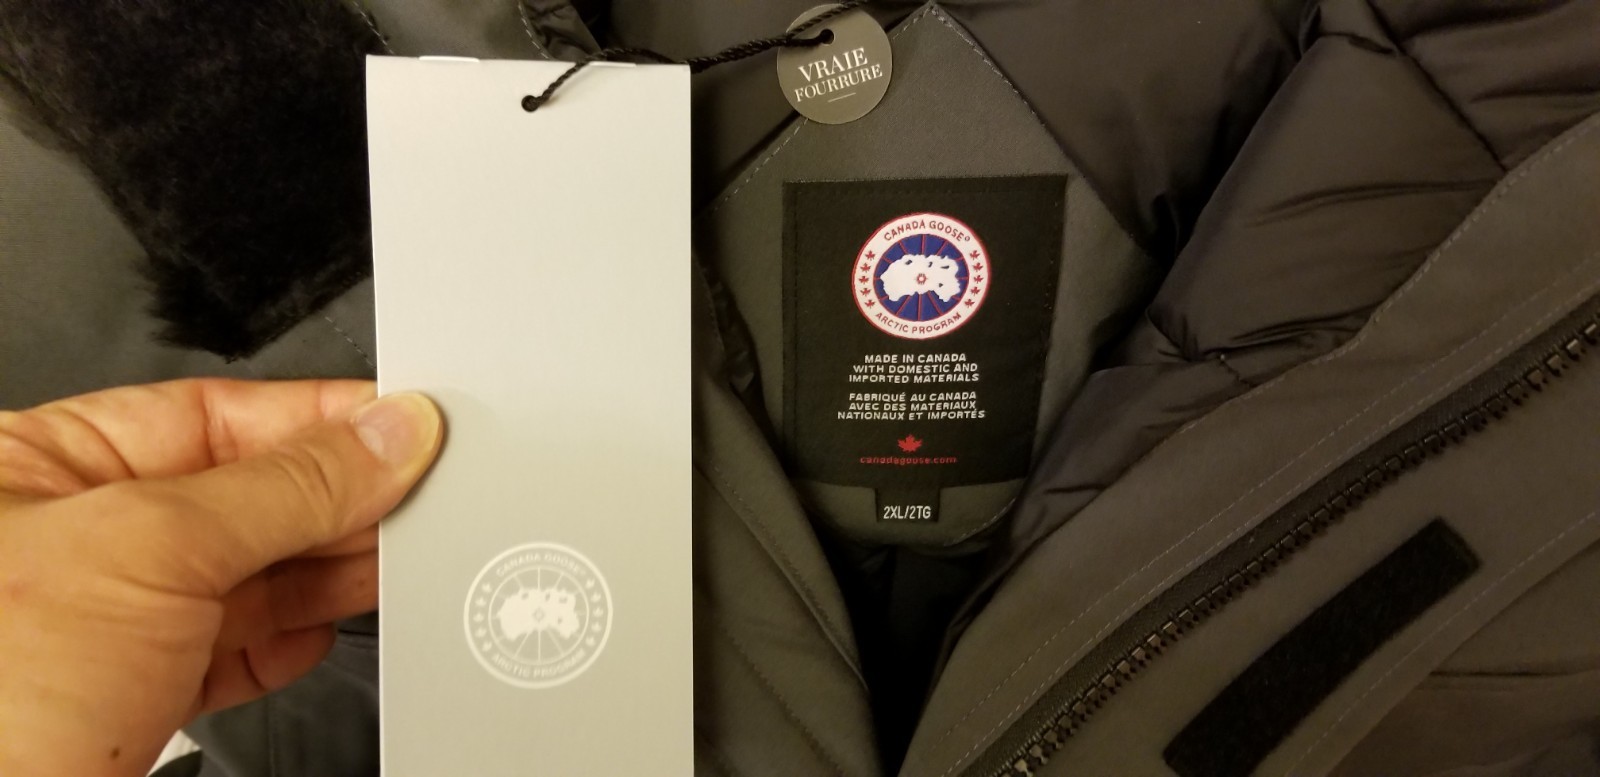 VRAIE
FOURRURE
CANADA GOOSE®
ARCTIC PROGRAM
MADE IN CANADA
WITH DOMESTIC AND
IMPORTED MATERIALS
FABRIQUÉ AU CANADA
AVEC DES MATERIAUX
NATIONAUX ET IMPORTÉS
canadagoose.com
2XL/2TG
CANADA GOOSE
ARCTIC PROGRAM